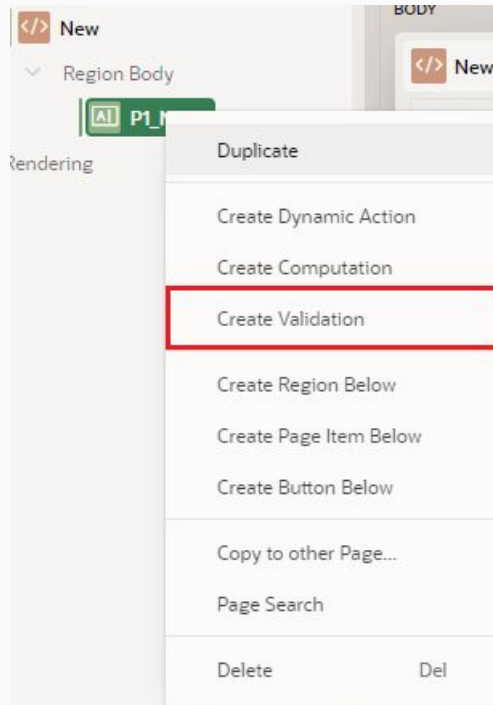 New
Region Body
P1_
Rendering
BODY
New
Duplicate
Create Dynamic Action
Create Computation
Create Validation
Create Region Below
Create Page Item Below
Create Button Below
Copy to other Page...
Page Search
Delete Del